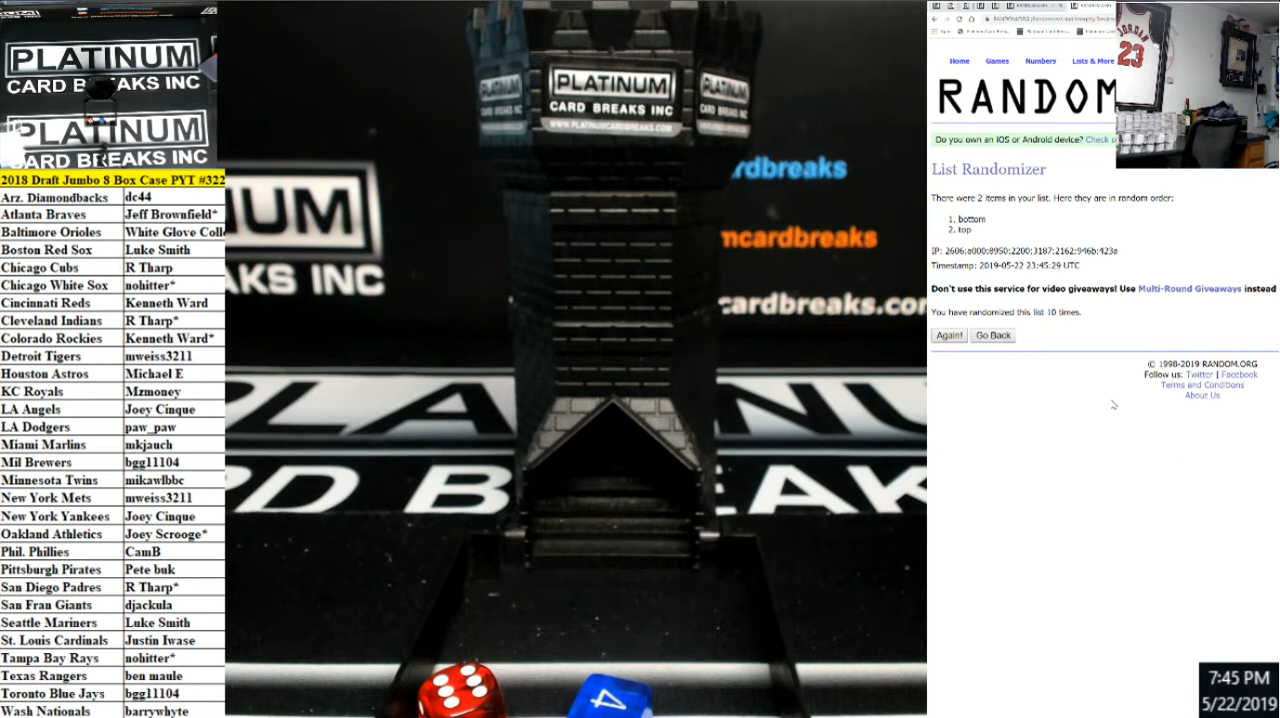 PLATINUM
CARD BREAKS INC
PLATINUM
CARD BREAKS INC
2018 Draft Jumbo 8 Box Case PYT #322
Arz. Diamondbacks dc44
Atlanta Braves Jeff Brownfield*
Baltimore Orioles White Glove Coll
Boston Red Sox Luke Smith
Chicago Cubs R Tharp
Chicago White Sox nohitter*
Cincinnati Reds Kenneth Ward
Cleveland Indians R Tharp*
Colorado Rockies Kenneth Ward*
Detroit Tigers mweiss3211
Houston Astros Michael E
KC Royals Mzmoney
LA Angels Joey Cinque
LA Dodgers paw_paw
Miami Marlins mkjauch
Mil Brewers bgg11104
Minnesota Twins mikawlbbc
New York Mets mweiss3211
New York Yankees Joey Cinque
Oakland Athletics Joey Scrooge*
Phil. Phillies CamB
Pittsburgh Pirates Pete buk
San Diego Padres R Tharp*
San Fran Giants djackula
Seattle Mariners Luke Smith
St. Louis Cardinals Justin Iwase
Tampa Bay Rays nohitter*
Texas Rangers ben maule
Toronto Blue Jays bgg11104
Wash Nationals barrywhyte
PLATINUM
CARD BREAKS INC
WWW.PLATINUMCARDBREAKS.COM
PLATINUM
CARD BREAKS INC
UM
KS INC
rdbreaks
mcardbreaks
cardbreaks.com
PLATINU
D BREAK
4
Home Games Numbers Lists & More
RANDOM
Do you own an iOS or Android device? Check o
List Randomizer
There were 2 items in your list. Here they are in random order:
1. bottom
2. top
IP: 2606:a000:8950:2200:3187:2162:946b:423a
Timestamp: 2019-05-22 23:45:29 UTC
Don't use this service for video giveaways! Use Multi-Round Giveaways instead
You have randomized this list 10 times.
Again! Go Back
© 1998-2019 RANDOM.ORG
Follow us: Twitter | Facebook
Terms and Conditions
About Us
JORDAN
23
7:45 PM
5/22/2019